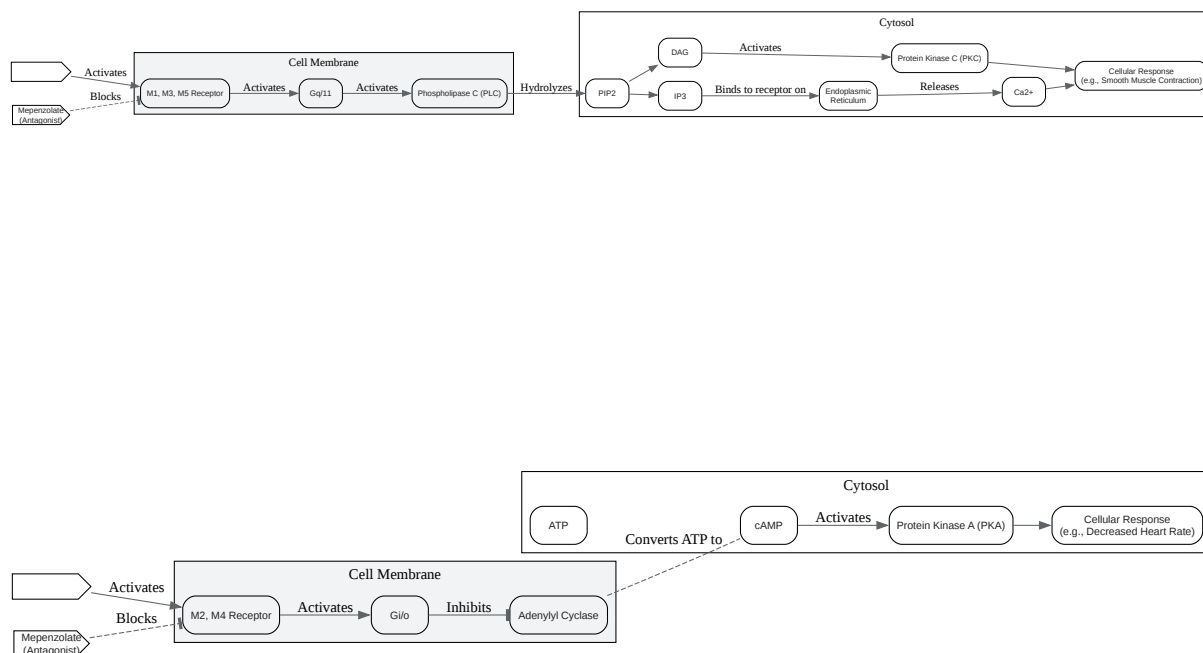 Cytosol
Cell Membrane
Activates
Blocks
Mepenzolate
(Antagonist)
M1, M3, M5 Receptor
Activates
Gq/11
Activates
Phospholipase C (PLC)
Hydrolyzes
PIP2
DAG
Activates
Protein Kinase C (PKC)
IP3
Binds to receptor on
Endoplasmic
Reticulum
Releases
Ca2+
Cellular Response
(e.g., Smooth Muscle Contraction)
Cytosol
ATP
Converts ATP to
cAMP
Activates
Protein Kinase A (PKA)
Cellular Response
(e.g., Decreased Heart Rate)
Cell Membrane
Activates
Blocks
Mepenzolate
(Antagonist)
M2, M4 Receptor
Activates
Gi/o
Inhibits
Adenylyl Cyclase